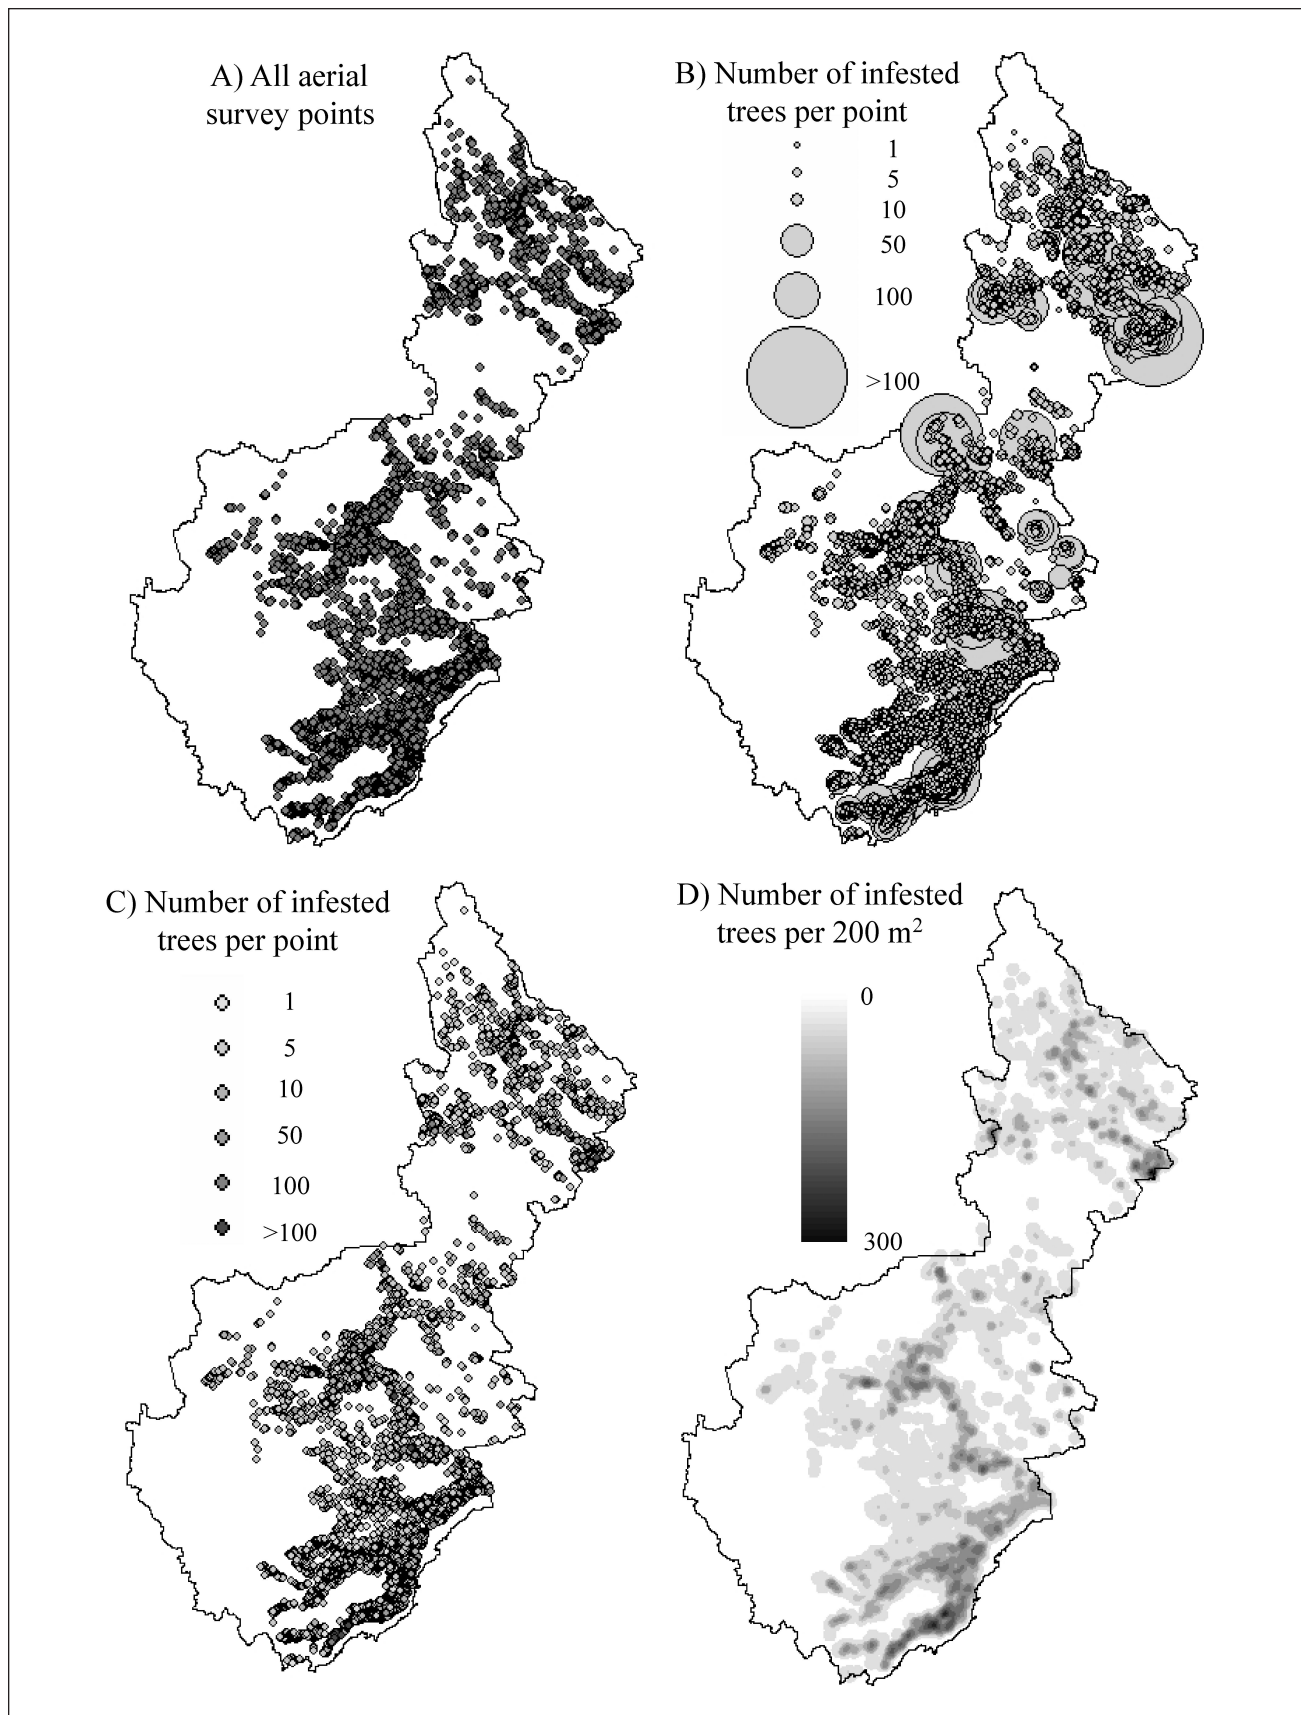 A) All aerial
survey points
B) Number of infested
trees per point
1
5
10
50
100
>100
C) Number of infested
trees per point
1
5
10
50
100
>100
D) Number of infested
trees per 200 m²
0
300